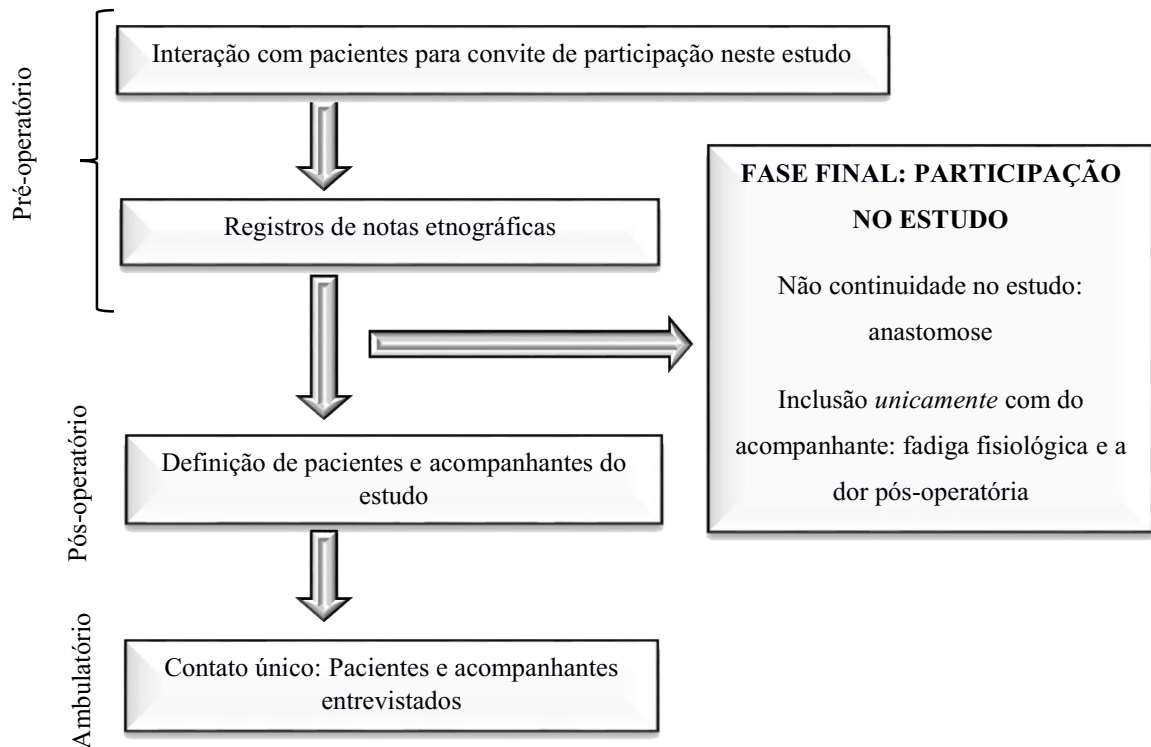 Pré-operatório
Interação com pacientes para convite de participação neste estudo
Registros de notas etnográficas
FASE FINAL: PARTICIPAÇÃO
NO ESTUDO
Não continuidade no estudo:
anastomose
Inclusão unicamente com do
acompanhante: fadiga fisiológica e a
dor pós-operatória
Pós-operatório
Definição de pacientes e acompanhantes do
estudo
Ambulatório
Contato único: Pacientes e acompanhantes
entrevistados